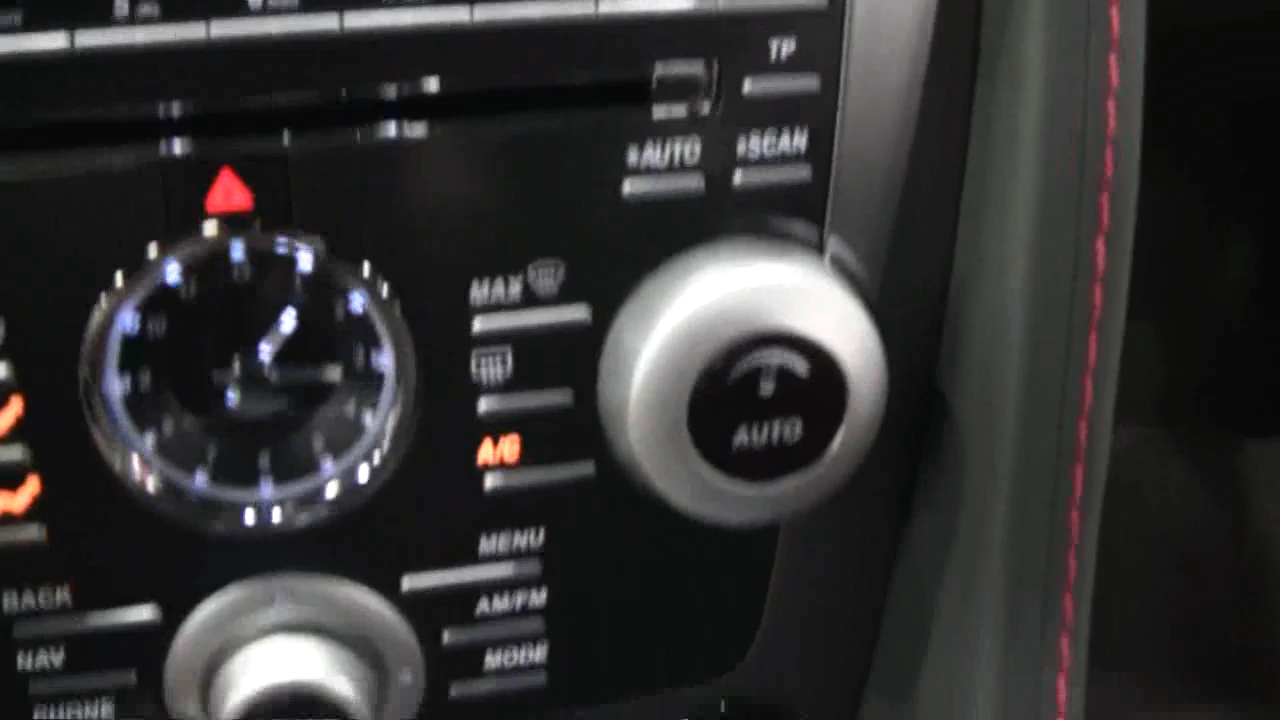 TP
*AUTO
*SCAN
MAX
A/C
AUTO
MENU
BACK
AM/FM
NAV
MODE